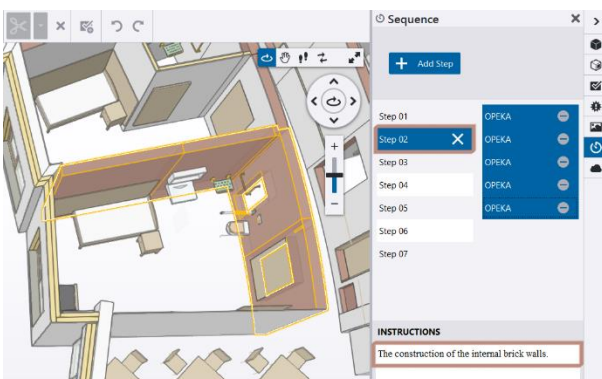 Sequence
Add Step
Step 01 OPEKA
Step 02 OPEKA
Step 03 OPEKA
Step 04 OPEKA
Step 05 OPEKA
Step 06
Step 07
INSTRUCTIONS
The construction of the internal brick walls.